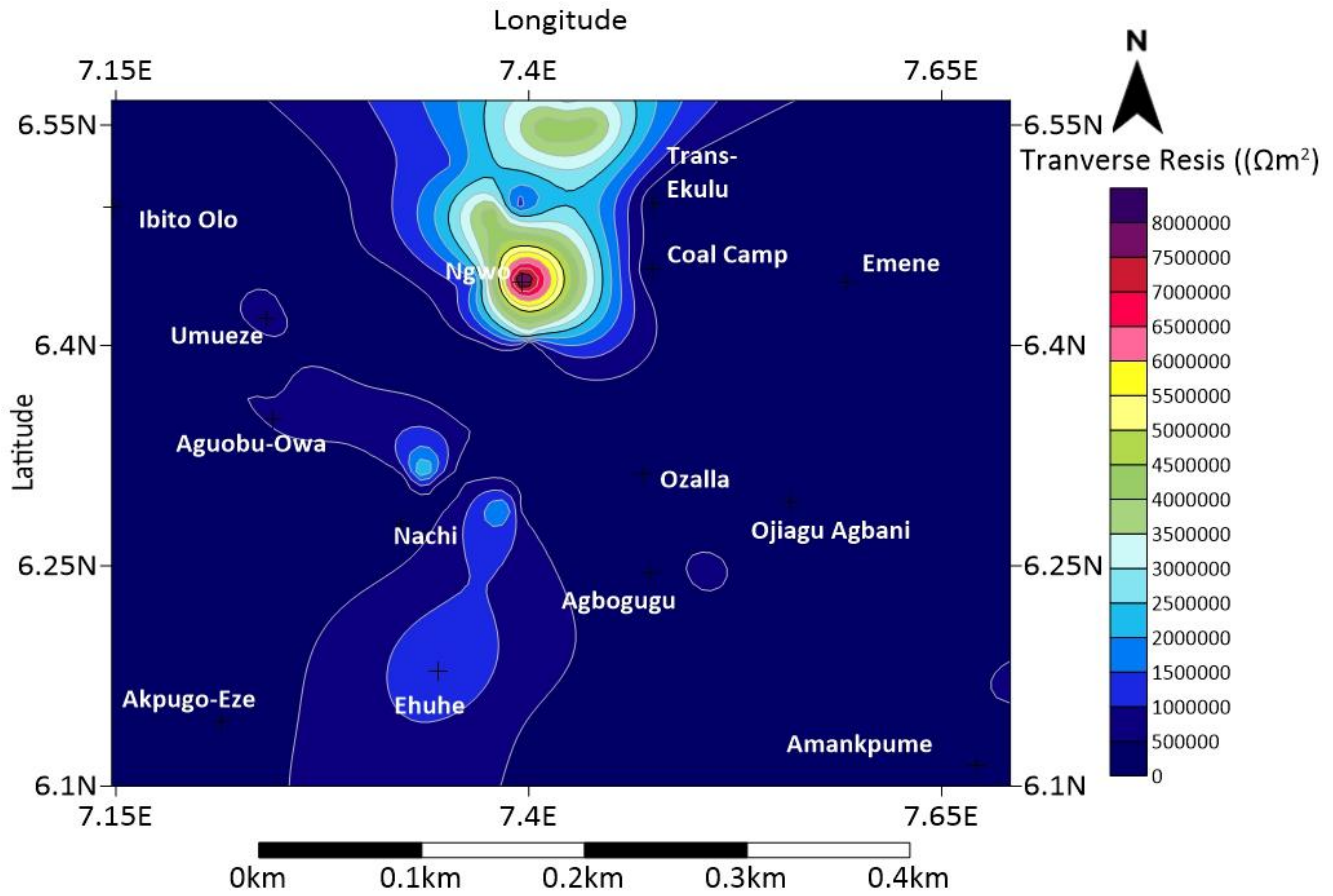 Longitude
N
7.15E 7.4E 7.65E
6.55N 6.55N
Tranverse Resis ((Ωm²)
Trans-
Ekulu
Ibito Olo
Coal Camp
Emene
Ngwo
Umueze
6.4N 6.4N
Aguobu-Owa
Latitude
Ozalla
Nachi
Ojiagu Agbani
6.25N 6.25N
Agbogugu
Akpugo-Eze
Ehuhe
Amankpume
6.1N 6.1N
7.15E 7.4E 7.65E
8000000
7500000
7000000
6500000
6000000
5500000
5000000
4500000
4000000
3500000
3000000
2500000
2000000
1500000
1000000
500000
0
0km 0.1km 0.2km 0.3km 0.4km